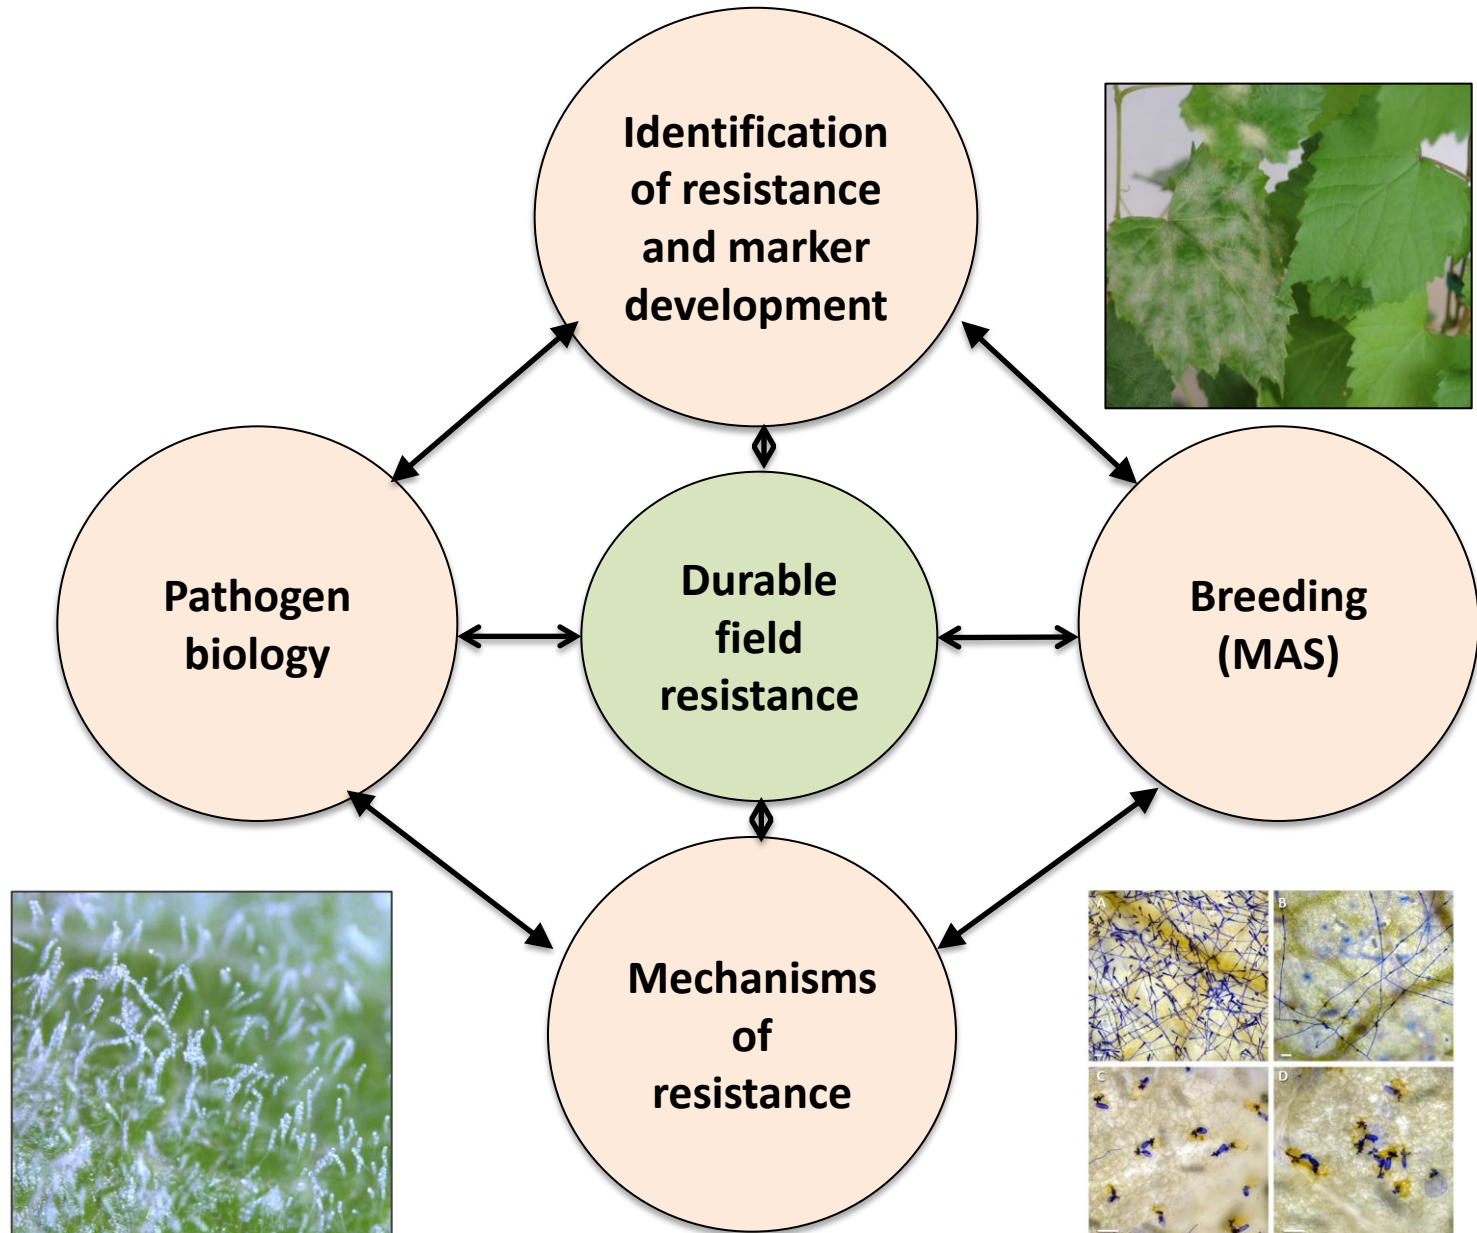 Identification
of resistance
and marker
development
Pathogen
biology
Durable
field
resistance
Breeding
(MAS)
Mechanisms
of
resistance
A
B
C
D